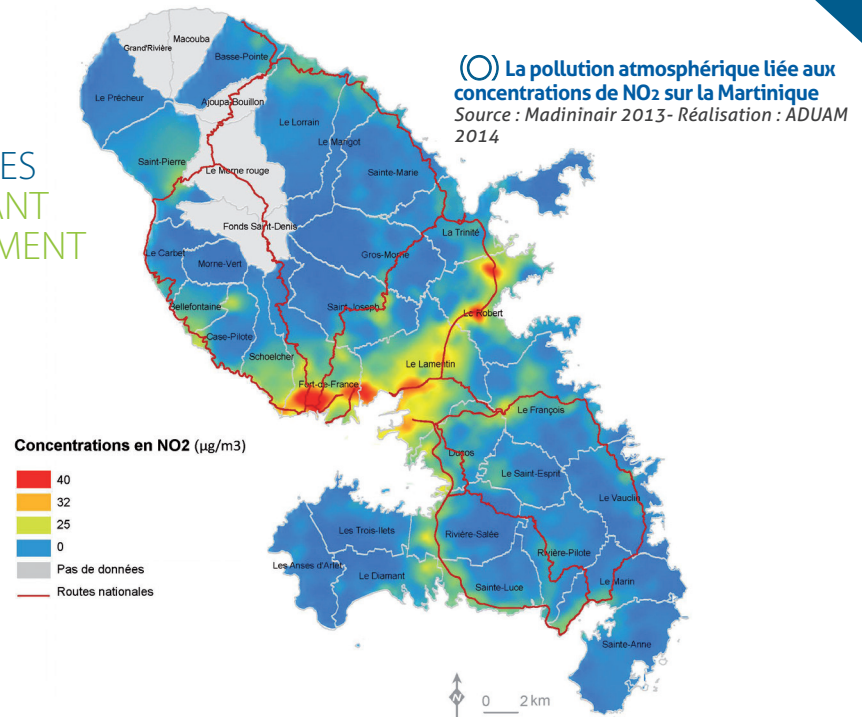 ES
ANT
EMENT
La pollution atmosphérique liée aux
concentrations de NO2 sur la Martinique
Source : Madininair 2013- Réalisation : ADUAM
2014
Macouba
Grand'Rivière
Basse-Pointe
Le Prêcheur
Ajoupa-Bouillon
Le Lorrain
Le Marigot
Saint-Pierre
Le Morne rouge
Sainte-Marie
Fonds Saint-Denis
La Trinité
Le Carbet
Morne-Vert
Gros-Morne
Bellefontaine
Saint-Joseph
Le Robert
Case-Pilote
Schoelcher
Le Lamentin
Fort-de-France
Le François
Ducos
Le Saint-Esprit
Le Vauclin
Les Trois-Ilets
Rivière-Salée
Rivière-Pilote
Les Anses d'Arlet
Le Diamant
Sainte-Luce
Le Marin
Sainte-Anne
Concentrations en NO2 (µg/m3)
40
32
25
0
Pas de données
Routes nationales
N
0 2 km